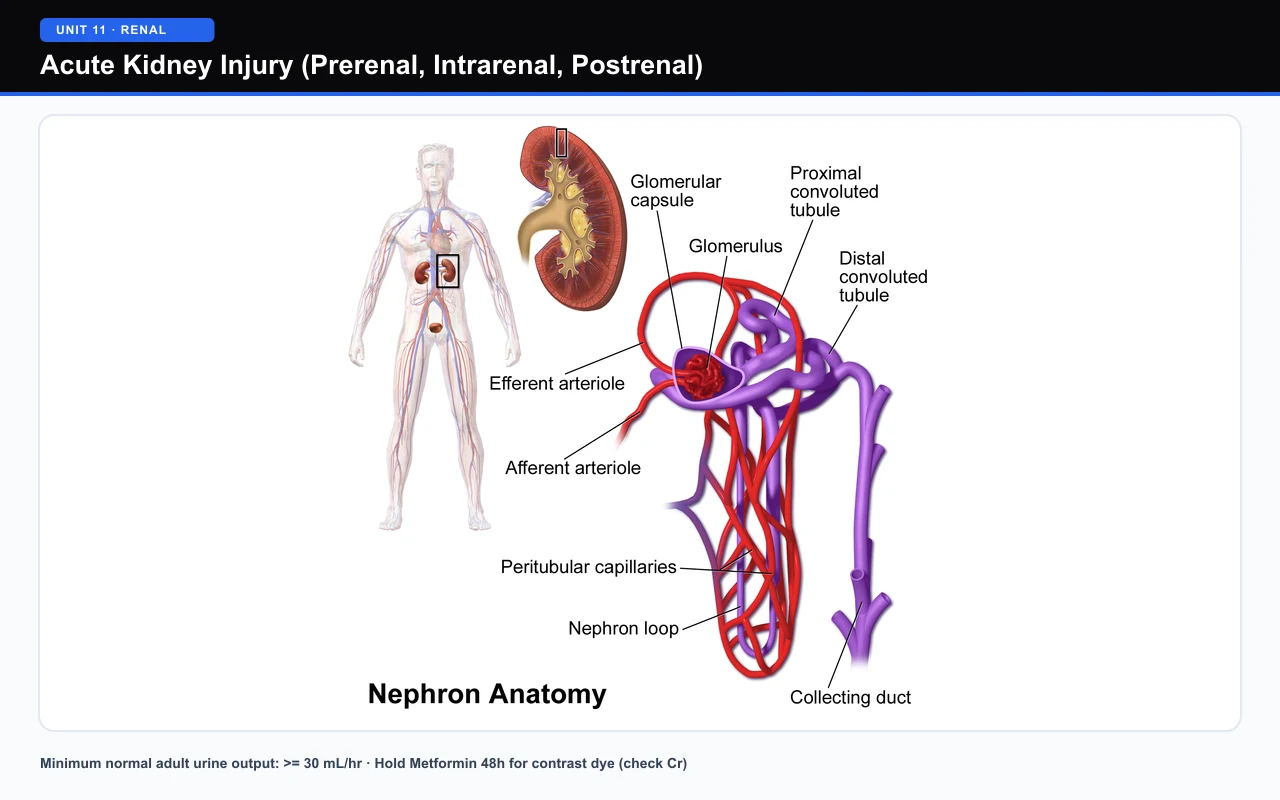 UNIT 11 · RENAL
Acute Kidney Injury (Prerenal, Intrarenal, Postrenal)
Glomerular
capsule
Proximal
convoluted
tubule
Glomerulus
Distal
convoluted
tubule
Efferent arteriole
Afferent arteriole
Peritubular capillaries
Nephron loop
Nephron Anatomy
Collecting duct
Minimum normal adult urine output: >= 30 mL/hr · Hold Metformin 48h for contrast dye (check Cr)